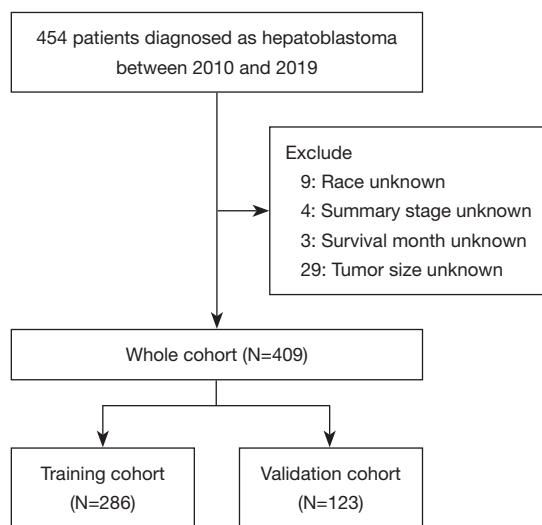 454 patients diagnosed as hepatoblastoma
between 2010 and 2019
Exclude
9: Race unknown
4: Summary stage unknown
3: Survival month unknown
29: Tumor size unknown
Whole cohort (N=409)
Training cohort
(N=286)
Validation cohort
(N=123)